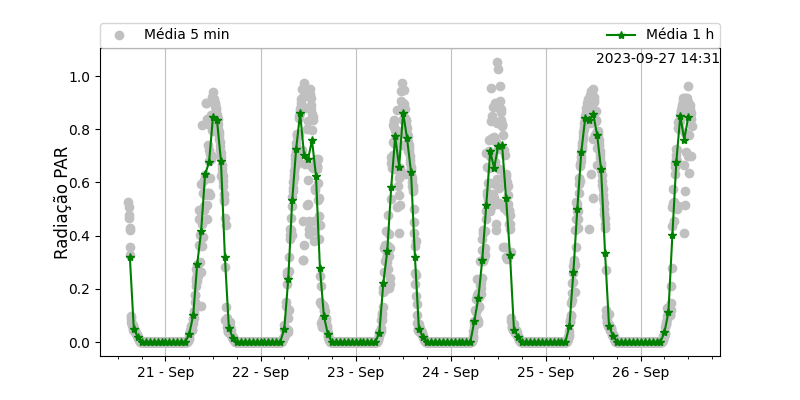 Média 5 min
Média 1 h
2023-09-27 14:31
Radiação PAR
1.0
0.8
0.6
0.4
0.2
0.0
21 - Sep
22 - Sep
23 - Sep
24 - Sep
25 - Sep
26 - Sep